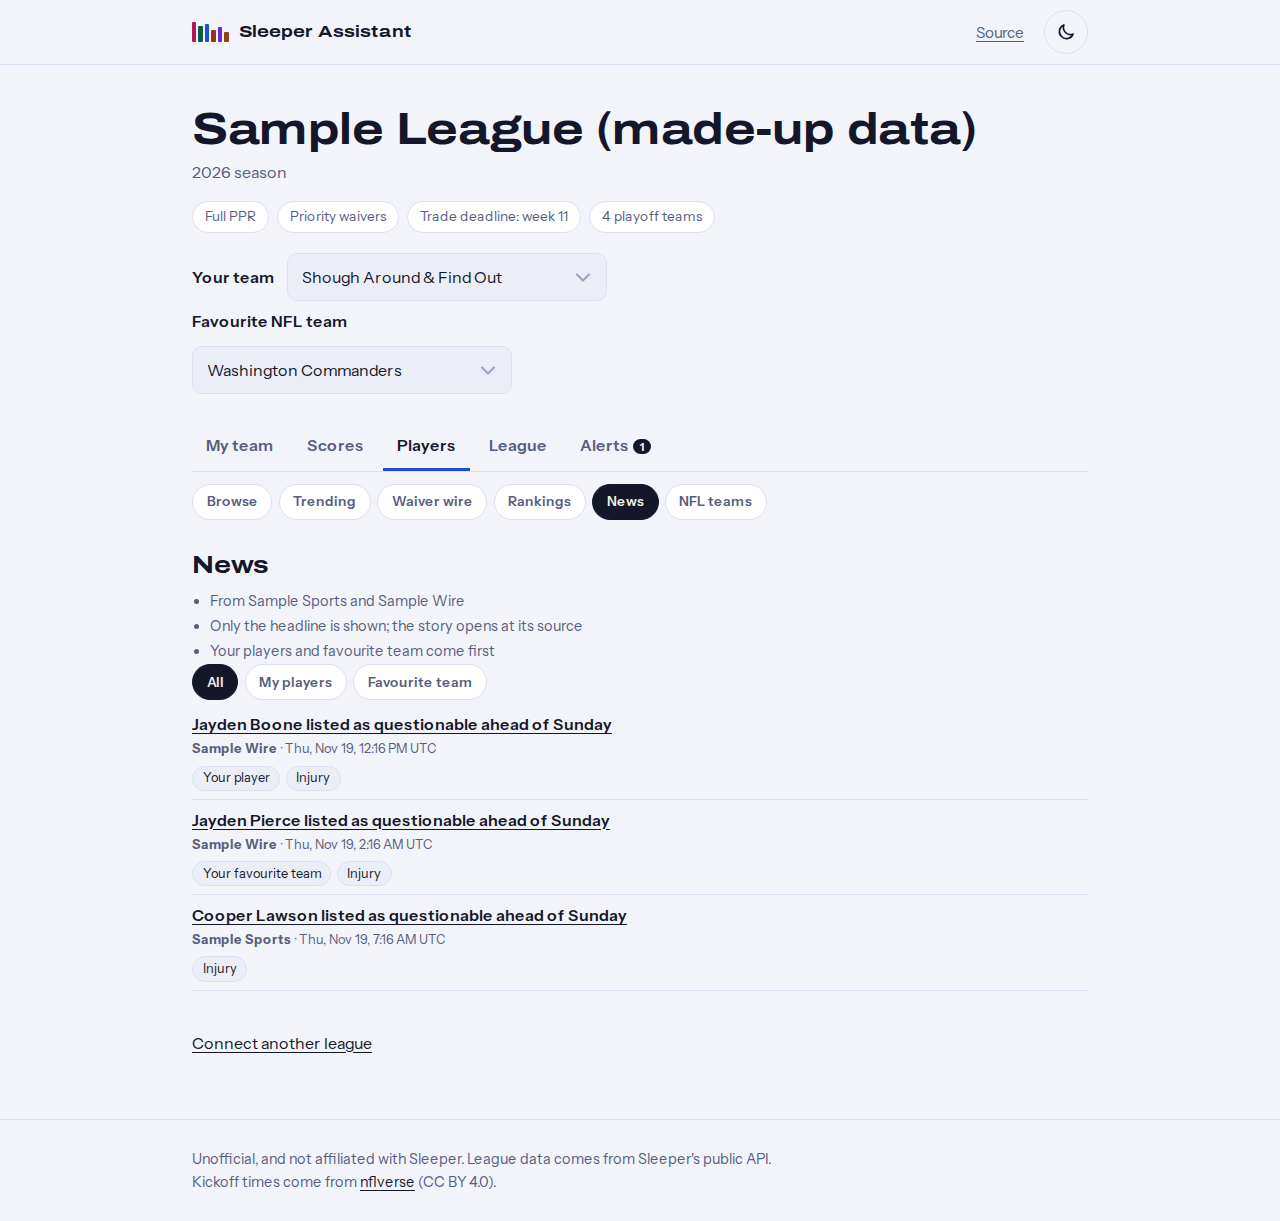 Sleeper Assistant
Source
Sample League (made-up data)
2026 season
Full PPR
Priority waivers
Trade deadline: week 11
4 playoff teams
Your team
Shough Around & Find Out
Favourite NFL team
Washington Commanders
My team
Scores
Players
League
Alerts 1
Browse
Trending
Waiver wire
Rankings
News
NFL teams
News
• From Sample Sports and Sample Wire
• Only the headline is shown; the story opens at its source
• Your players and favourite team come first
All
My players
Favourite team
Jayden Boone listed as questionable ahead of Sunday
Sample Wire · Thu, Nov 19, 12:16 PM UTC
Your player
Injury
Jayden Pierce listed as questionable ahead of Sunday
Sample Wire · Thu, Nov 19, 2:16 AM UTC
Your favourite team
Injury
Cooper Lawson listed as questionable ahead of Sunday
Sample Sports · Thu, Nov 19, 7:16 AM UTC
Injury
Connect another league
Unofficial, and not affiliated with Sleeper. League data comes from Sleeper's public API.
Kickoff times come from nflverse (CC BY 4.0).